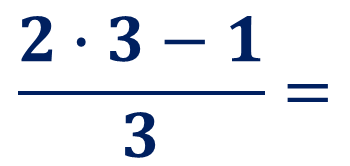 2 · 3 − 1
3 =